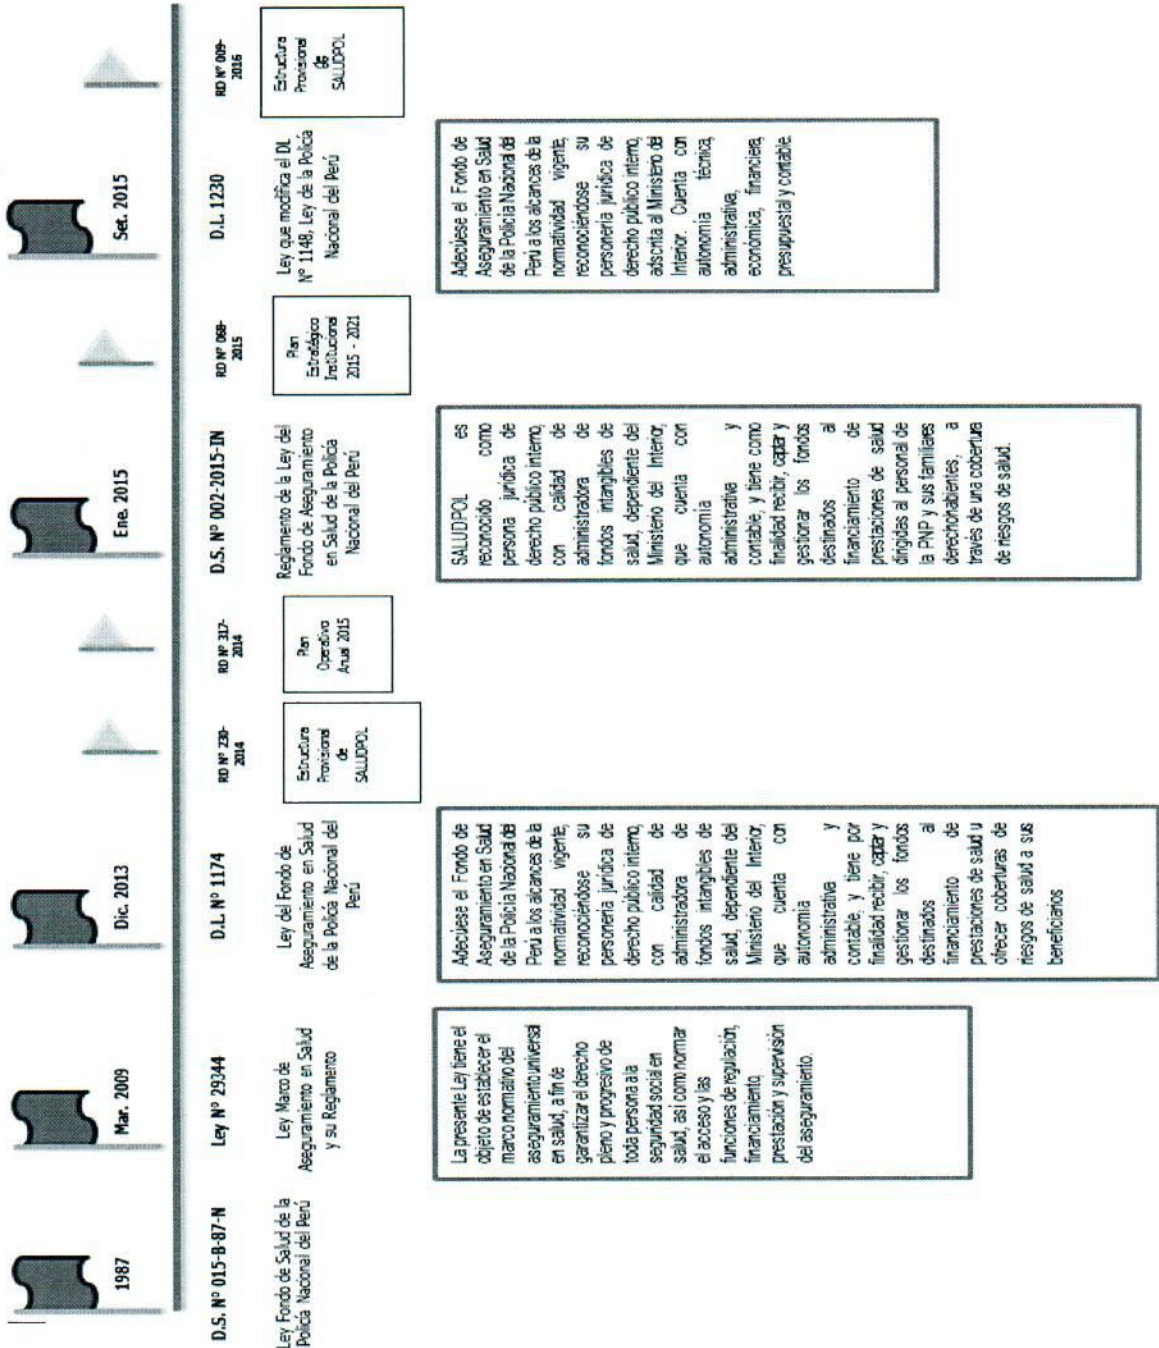 1987
D.S. Nº 015-B-87-N
Ley Fondo de Salud de la
Policía Nacional del Perú
Mar. 2009
Ley Nº 29344
Ley Marco de
Aseguramiento en Salud
y su Reglamento
La presente Ley tiene el
objeto de establecer el
marco normativo del
aseguramiento universal
en salud, a fin de
garantizar el derecho
pleno y progresivo de
toda persona a la
seguridad social en
salud, así como normar
el acceso y las
funciones de regulación,
financiamiento,
prestación y supervisión
del aseguramiento.
Dic. 2013
D.L. Nº 1174
Ley del Fondo de
Aseguramiento en Salud
de la Policía Nacional del
Perú
Adecúese el Fondo de
Aseguramiento en Salud
de la Policía Nacional del
Perú a los alcances de la
normatividad vigente,
reconociéndose su
personería jurídica de
derecho público interno,
con calidad de
administradora de
fondos intangibles de
salud, dependiente del
Ministerio del Interior,
que cuenta con
autonomía
administrativa y
contable, y tiene por
finalidad recibir, captar y
gestionar los fondos
destinados al
financiamiento de
prestaciones de salud u
ofrecer coberturas de
riesgos de salud a sus
beneficiarios
RD Nº 230-
2014
Estructura
Provisional
de
SALUDPOL
RD Nº 317-
2014
Plan
Operativo
Anual 2015
Ene. 2015
D.S. Nº 002-2015-IN
Reglamento de la Ley del
Fondo de Aseguramiento
en Salud de la Policía
Nacional del Perú
SALUDPOL es
reconocido como
persona jurídica de
derecho público interno,
con calidad de
administradora de
fondos intangibles de
salud, dependiente del
Ministerio del Interior,
que cuenta con
autonomía
administrativa y
contable, y tiene como
finalidad recibir, captar y
gestionar los fondos
destinados al
financiamiento de
prestaciones de salud
dirigidas al personal de
la PNP y sus familiares
derechohabientes, a
través de una cobertura
de riesgos de salud.
RD Nº 068-
2015
Plan
Estratégico
Institucional
2015 - 2021
Set. 2015
D.L. 1230
Ley que modifica el DL
Nº 1148, Ley de la Policía
Nacional del Perú
Adecúese el Fondo de
Aseguramiento en Salud
de la Policía Nacional del
Perú a los alcances de la
normatividad vigente,
reconociéndose su
personería jurídica de
derecho público interno,
adscrita al Ministerio del
Interior. Cuenta con
autonomía técnica,
administrativa,
económica, financiera,
presupuestal y contable.
RD Nº 009-
2016
Estructura
Provisional
de
SALUDPOL